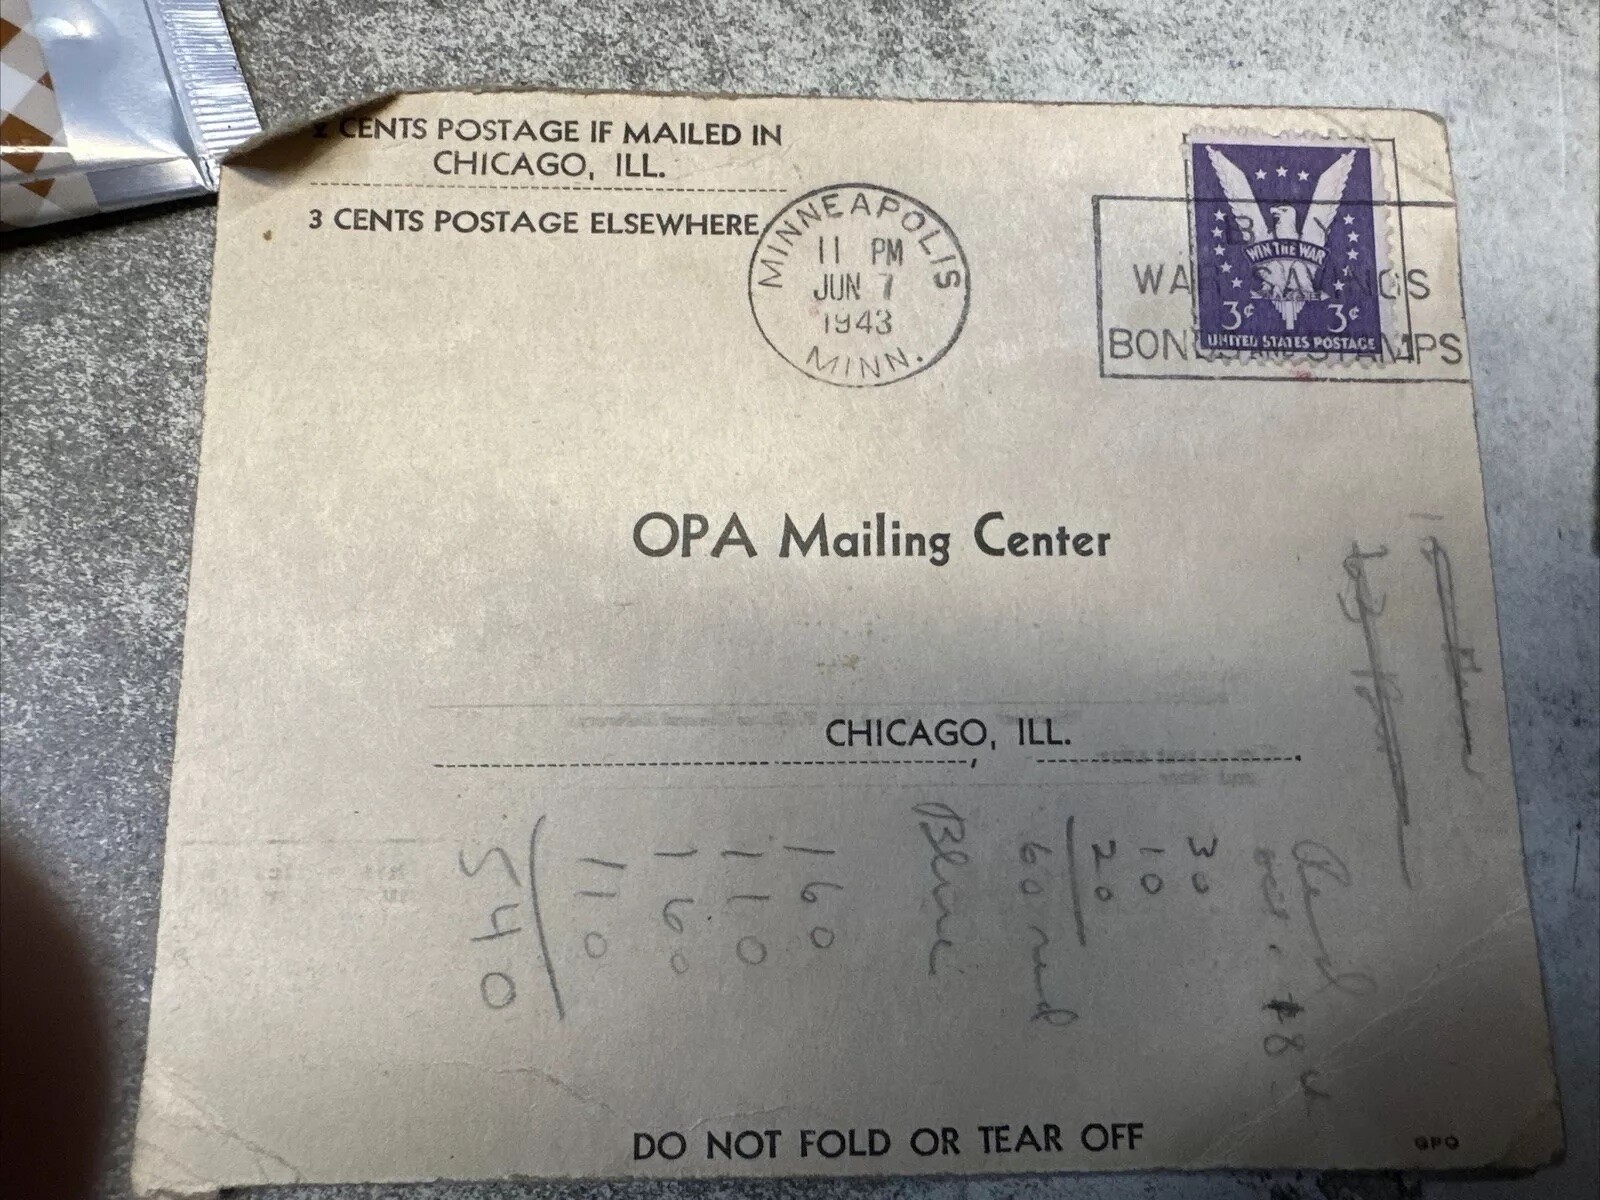 2 CENTS POSTAGE IF MAILED IN
CHICAGO, ILL.
3 CENTS POSTAGE ELSEWHERE
MINNEAPOLIS
11 PM
JUN 7
1943
MINN.
BUY
WAR SAVINGS
BONDS AND STAMPS
WIN THE WAR
3¢ 3¢
UNITED STATES POSTAGE
OPA Mailing Center
CHICAGO, ILL.
30
10
20
60 red
Blue
160
110
160
110
540
DO NOT FOLD OR TEAR OFF
GPO